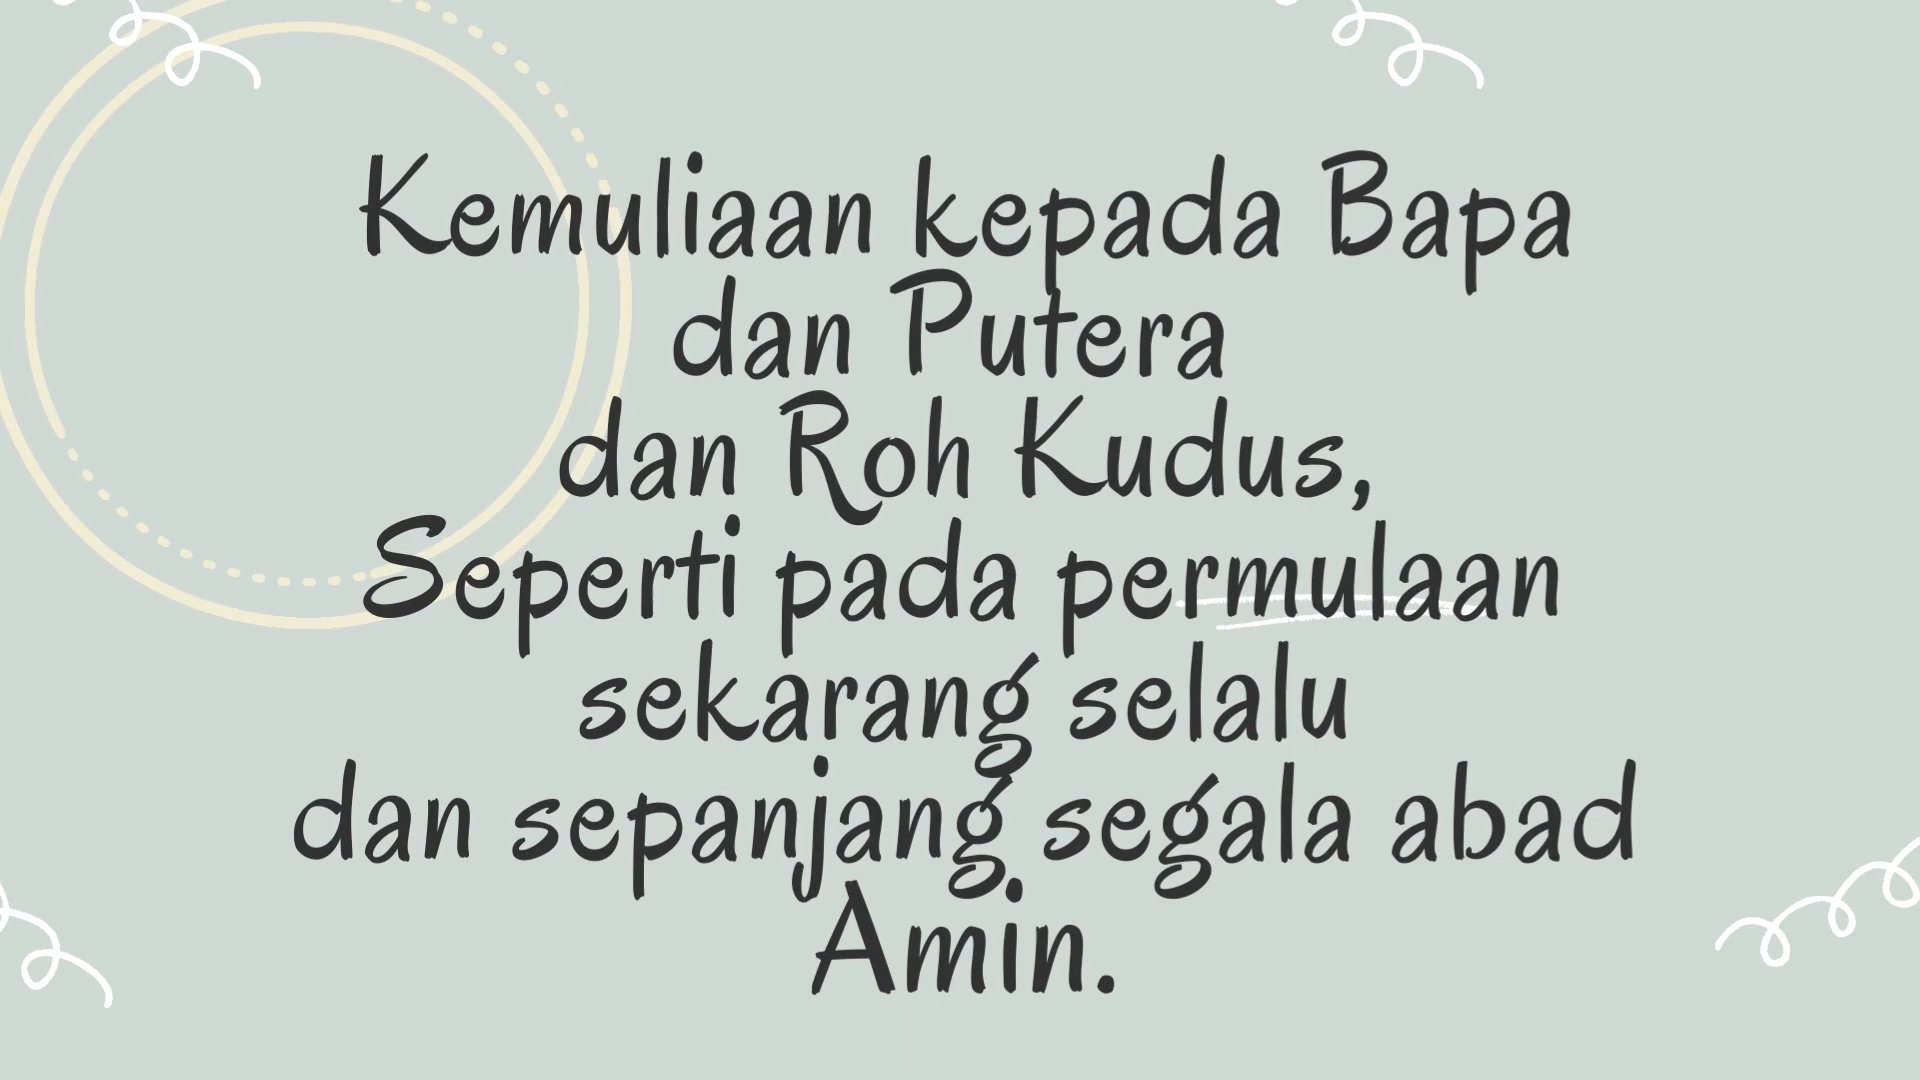 Kemuliaan kepada Bapa
dan Putera
dan Roh Kudus,
Seperti pada permulaan
sekarang selalu
dan sepanjang segala abad
Amin.